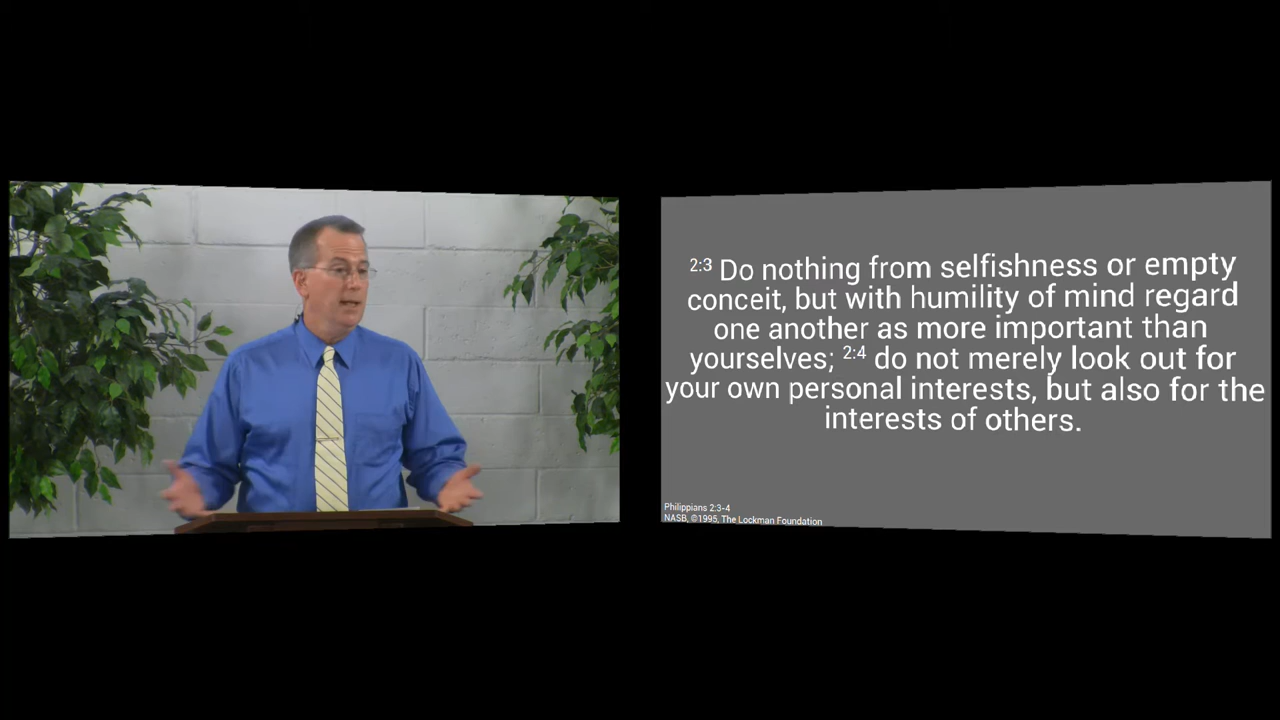 2:3 Do nothing from selfishness or empty
conceit, but with humility of mind regard
one another as more important than
yourselves; 2:4 do not merely look out for
your own personal interests, but also for the
interests of others.
Philippians 2:3-4
NASB, ©1995, The Lockman Foundation